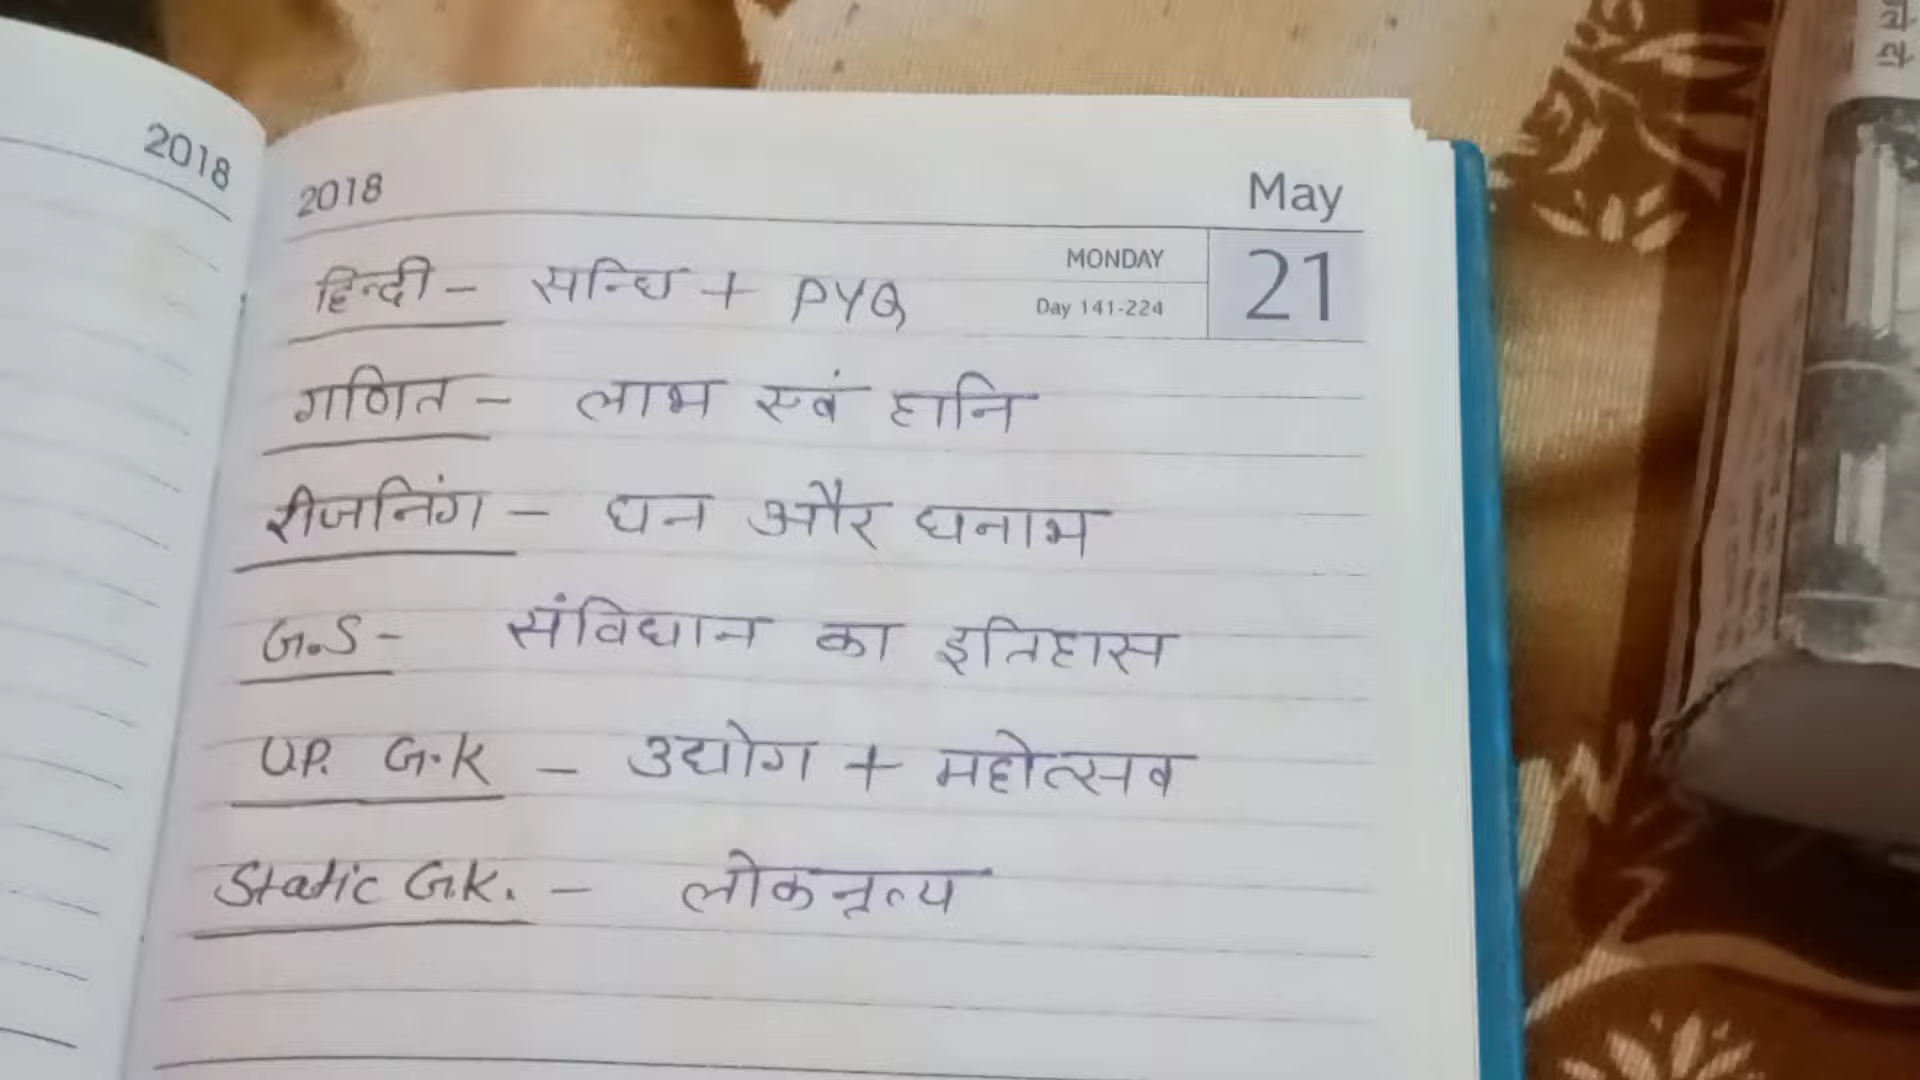 2018
2018
May
MONDAY
21
Day 141-224
हिन्दी - सन्धि + PYQ
गणित - लाभ एवं हानि
रीजनिंग - घन और घनाभ
G.S - संविधान का इतिहास
U.P. G.K - उद्योग + महोत्सव
Static G.K. - लोकनृत्य